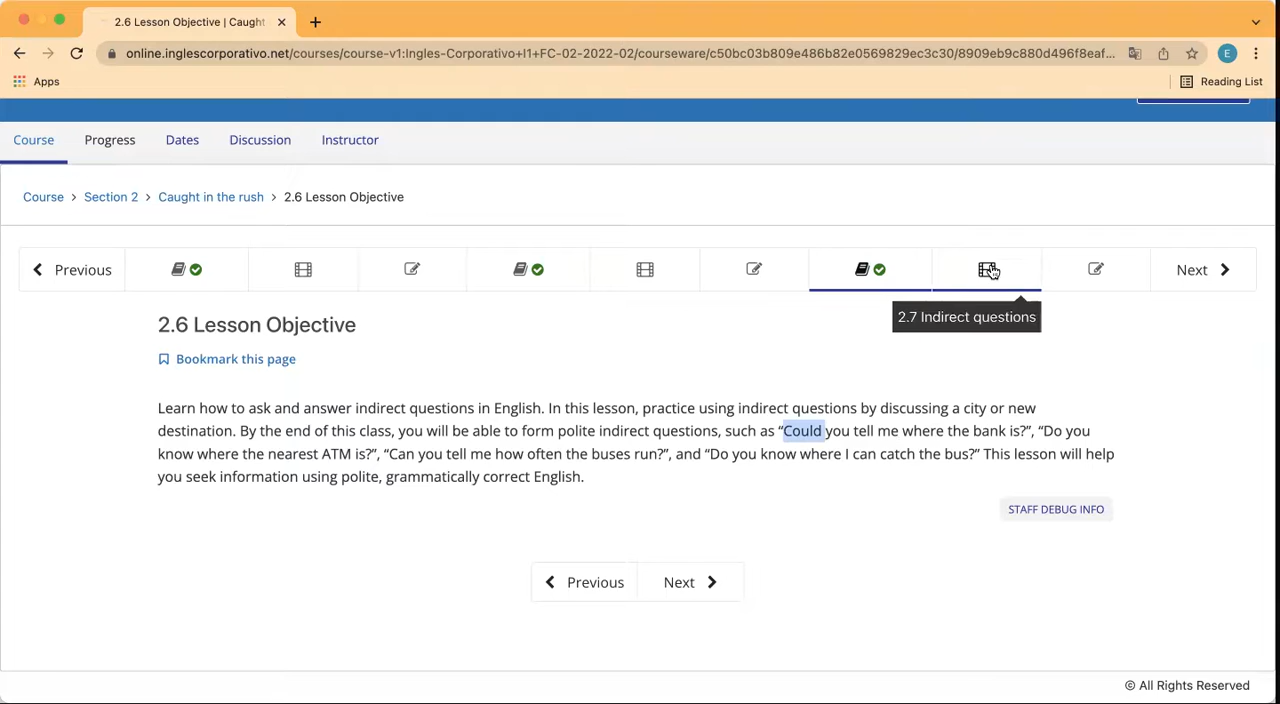 2.6 Lesson Objective | Caught
online.inglescorporativo.net/courses/course-v1:Ingles-Corporativo+I1+FC-02-2022-02/courseware/c50bc03b809e486b82e0569829ec3c30/8909eb9c880d496f8eaf...
E
Apps
Reading List
Course Progress Dates Discussion Instructor
Course > Section 2 > Caught in the rush > 2.6 Lesson Objective
Previous Next
2.7 Indirect questions
2.6 Lesson Objective
Bookmark this page
Learn how to ask and answer indirect questions in English. In this lesson, practice using indirect questions by discussing a city or new
destination. By the end of this class, you will be able to form polite indirect questions, such as “Could you tell me where the bank is?”, “Do you
know where the nearest ATM is?”, “Can you tell me how often the buses run?”, and “Do you know where I can catch the bus?” This lesson will help
you seek information using polite, grammatically correct English.
STAFF DEBUG INFO
Previous Next
© All Rights Reserved